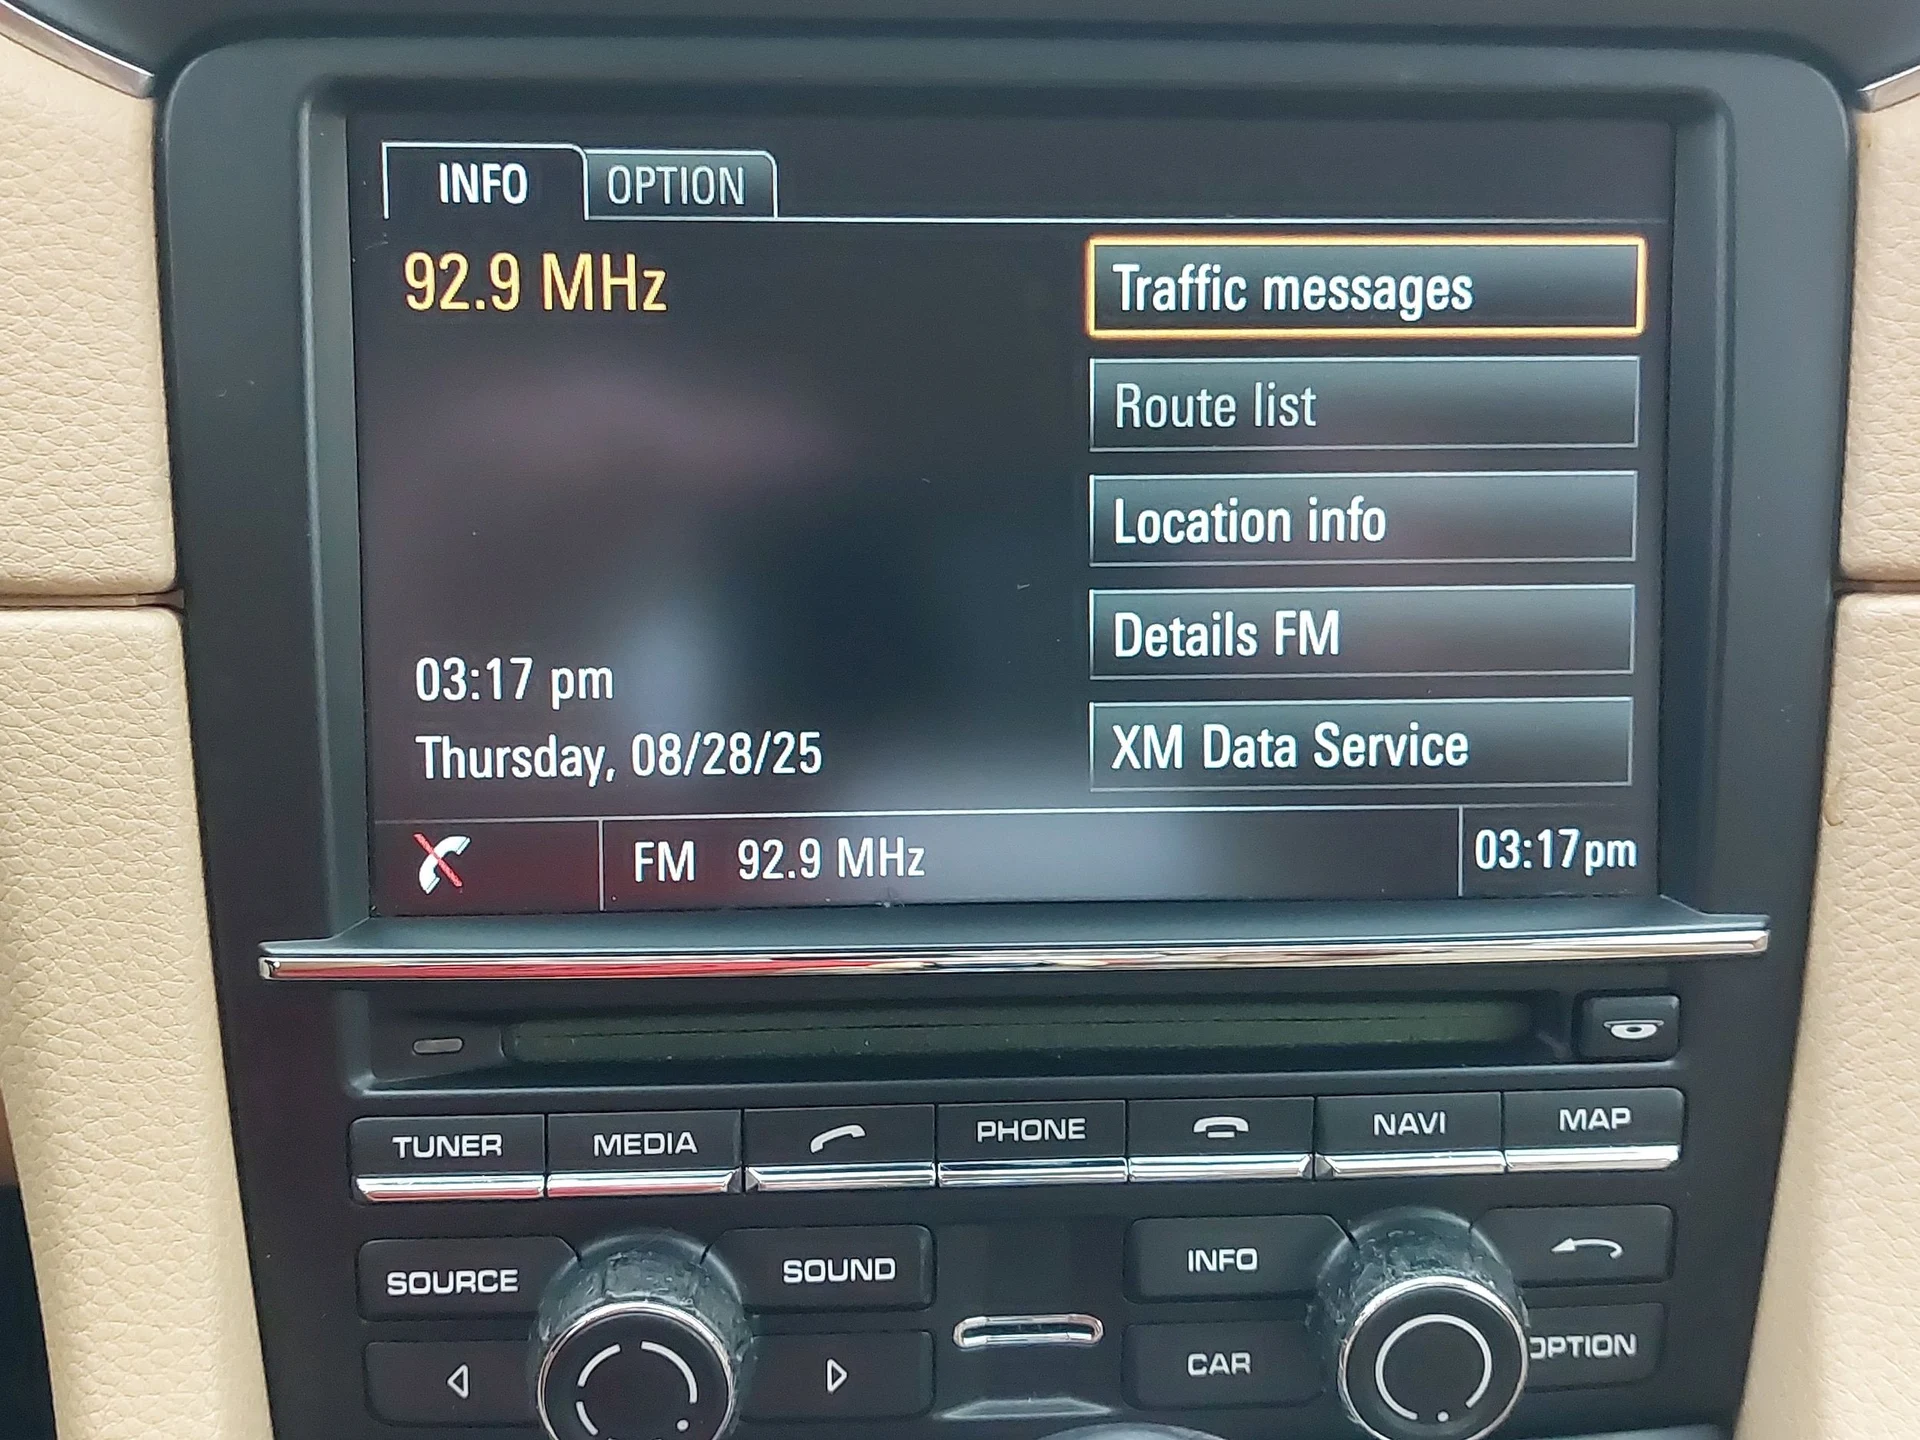 INFO OPTION
92.9 MHz
Traffic messages
Route list
Location info
Details FM
XM Data Service
03:17 pm
Thursday, 08/28/25
FM 92.9 MHz 03:17pm
TUNER MEDIA PHONE NAVI MAP
SOURCE SOUND INFO
CAR OPTION